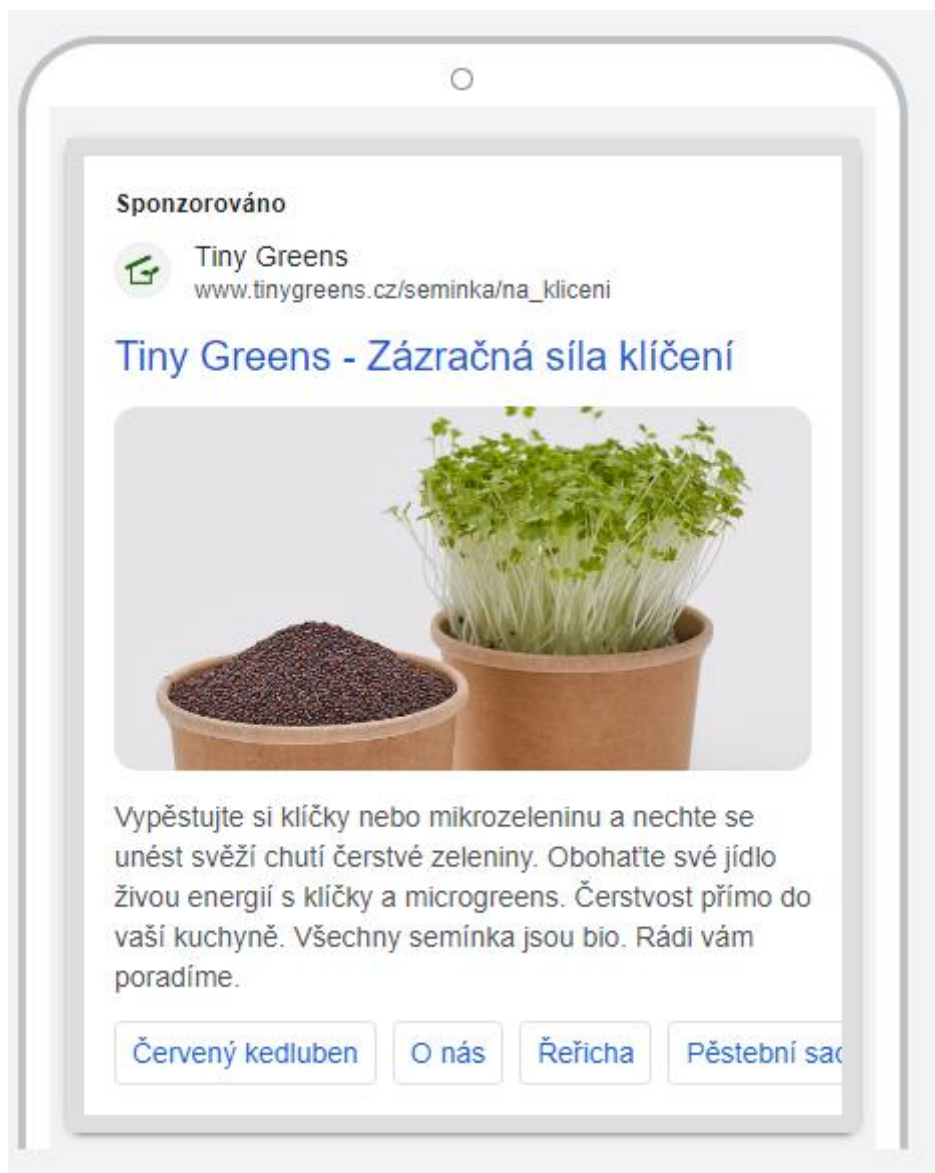 Sponzorováno
Tiny Greens
www.tinygreens.cz/seminka/na_kliceni
Tiny Greens - Zázračná síla klíčení
Vypěstujte si klíčky nebo mikrozeleninu a nechte se
unést svěží chutí čerstvé zeleniny. Obohaťte své jídlo
živou energií s klíčky a microgreens. Čerstvost přímo do
vaší kuchyně. Všechny semínka jsou bio. Rádi vám
poradíme.
Červený kedluben O nás Řeřicha Pěstební sad